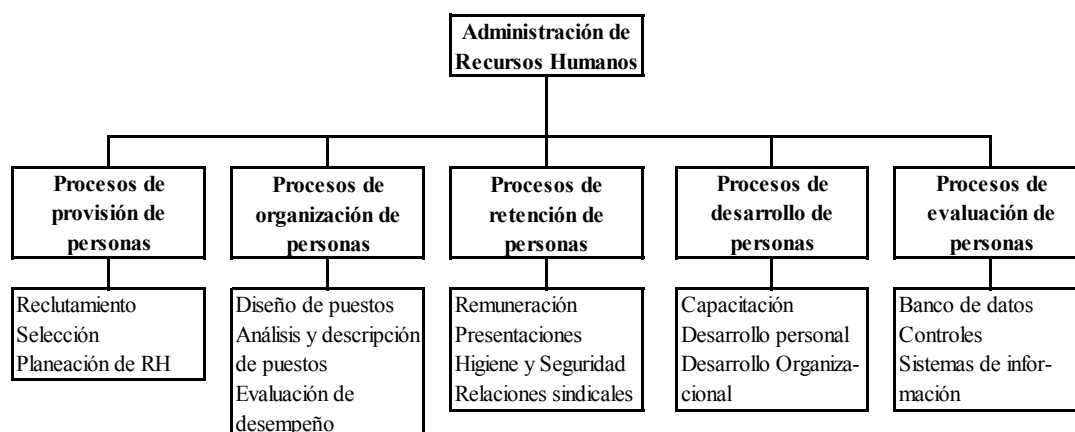 Administración de
Recursos Humanos
Procesos de
provisión de
personas
Procesos de
organización de
personas
Procesos de
retención de
personas
Procesos de
desarrollo de
personas
Procesos de
evaluación de
personas
Reclutamiento
Selección
Planeación de RH
Diseño de puestos
Análisis y descripción
de puestos
Evaluación de
desempeño
Remuneración
Presentaciones
Higiene y Seguridad
Relaciones sindicales
Capacitación
Desarrollo personal
Desarrollo Organiza-
cional
Banco de datos
Controles
Sistemas de infor-
mación